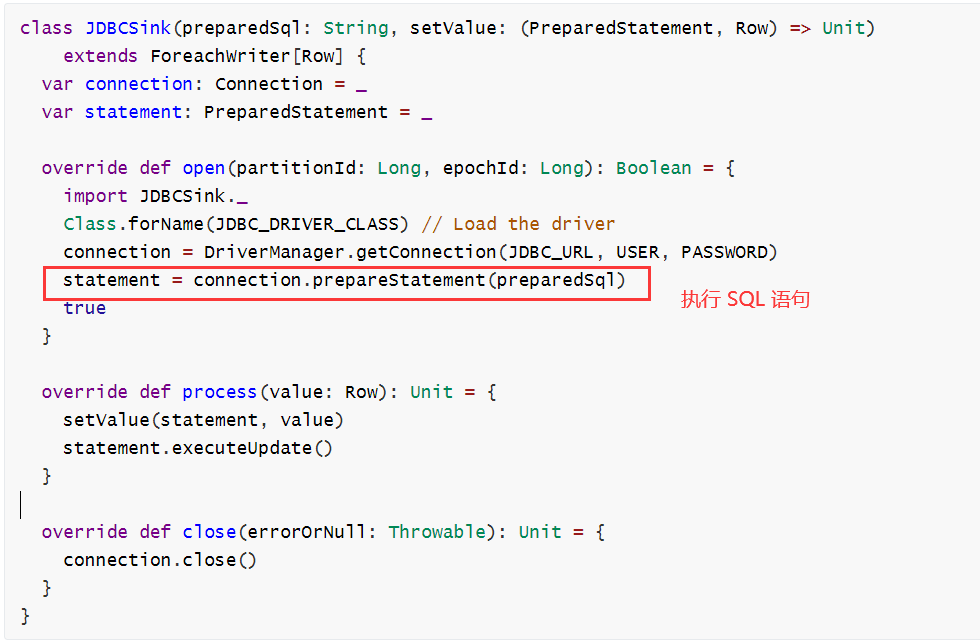 class JDBCSink(preparedSql: String, setValue: (PreparedStatement, Row) => Unit)
    extends ForeachWriter[Row] {
  var connection: Connection = _
  var statement: PreparedStatement = _

  override def open(partitionId: Long, epochId: Long): Boolean = {
    import JDBCSink._
    Class.forName(JDBC_DRIVER_CLASS) // Load the driver
    connection = DriverManager.getConnection(JDBC_URL, USER, PASSWORD)
    statement = connection.prepareStatement(preparedSql)
执行 SQL 语句
    true
  }

  override def process(value: Row): Unit = {
    setValue(statement, value)
    statement.executeUpdate()
  }

  override def close(errorOrNull: Throwable): Unit = {
    connection.close()
  }
}